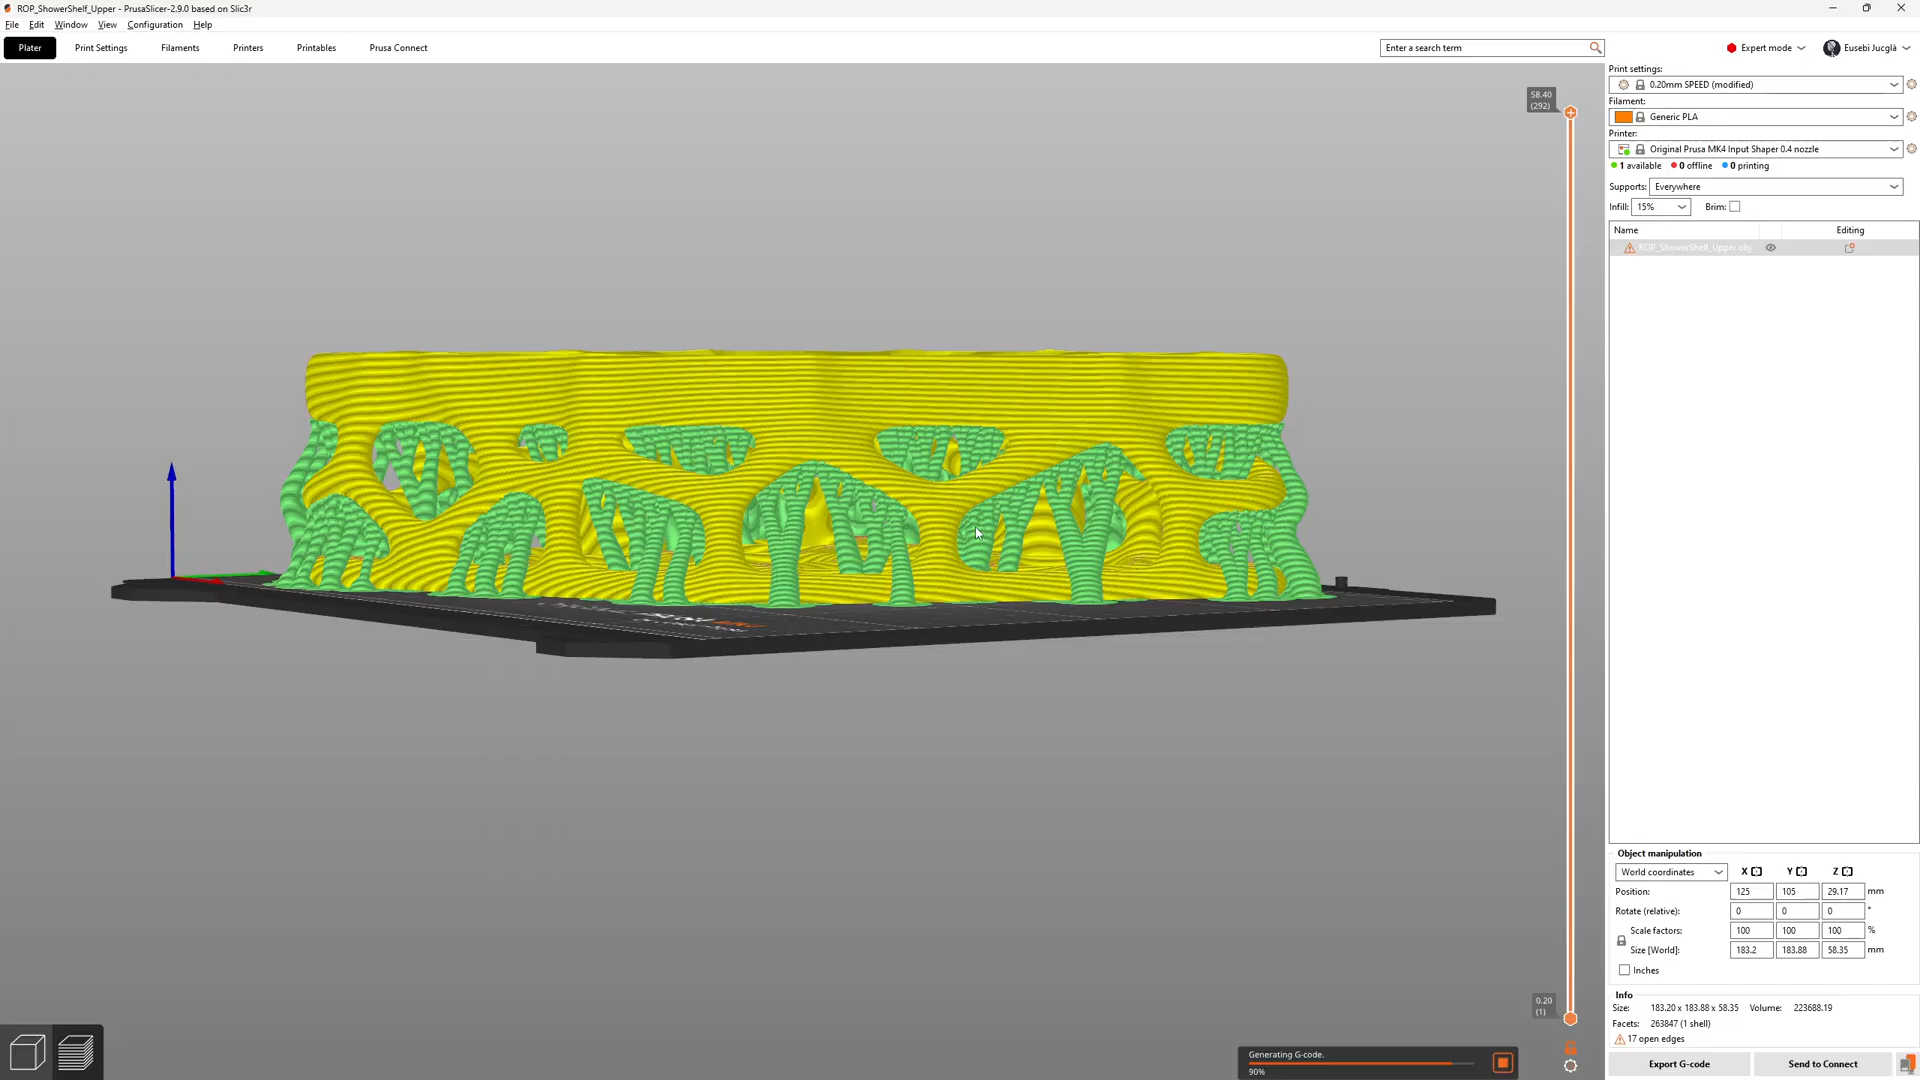 ROP_ShowerShelf_Upper - PrusaSlicer-2.9.0 based on Slic3r
File Edit Window View Configuration Help
Plater Print Settings Filaments Printers Printables Prusa Connect
Enter a search term
Expert mode
Eusebi Jucglà
Print settings:
0.20mm SPEED (modified)
Filament:
Generic PLA
Printer:
Original Prusa MK4 Input Shaper 0.4 nozzle
1 available 0 offline 0 printing
Supports: Everywhere
Infill: 15% Brim:
Name Editing
ROP_ShowerShelf_Upper.obj
58.40
(292)
0.20
(1)
Object manipulation
World coordinates X Y Z
Position: 125 105 29.17 mm
Rotate (relative): 0 0 0 °
Scale factors: 100 100 100 %
Size [World]: 183.2 183.88 58.35 mm
Inches
Info
Size: 183.20 x 183.88 x 58.35 Volume: 223688.19
Facets: 263847 (1 shell)
17 open edges
Generating G-code.
90%
Export G-code Send to Connect